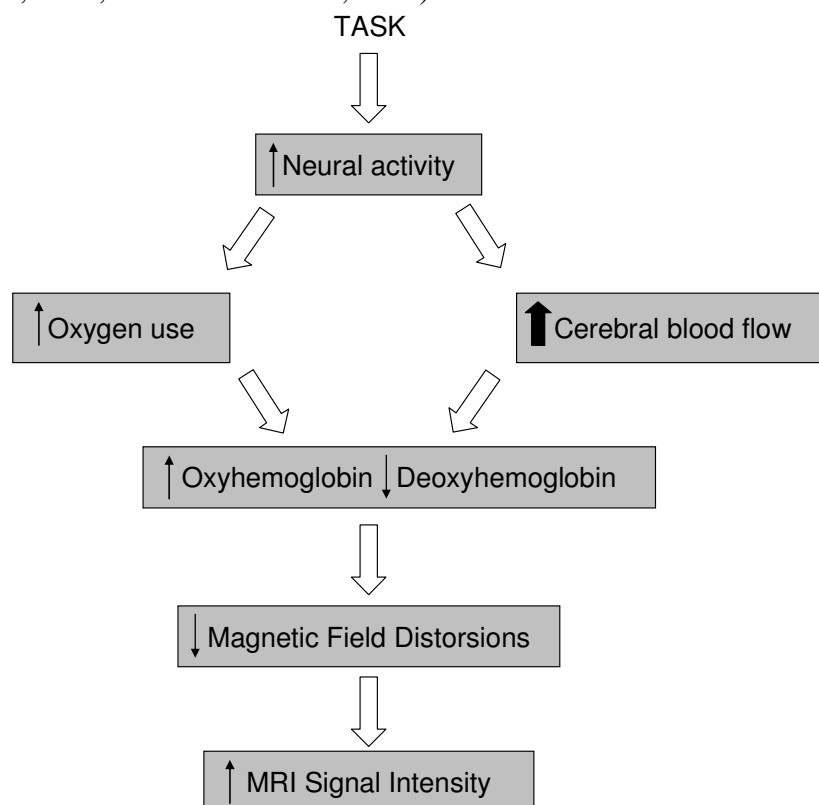 TASK
↑ Neural activity
↑ Oxygen use
↑ Cerebral blood flow
↑ Oxyhemoglobin ↓ Deoxyhemoglobin
↓ Magnetic Field Distorsions
↑ MRI Signal Intensity